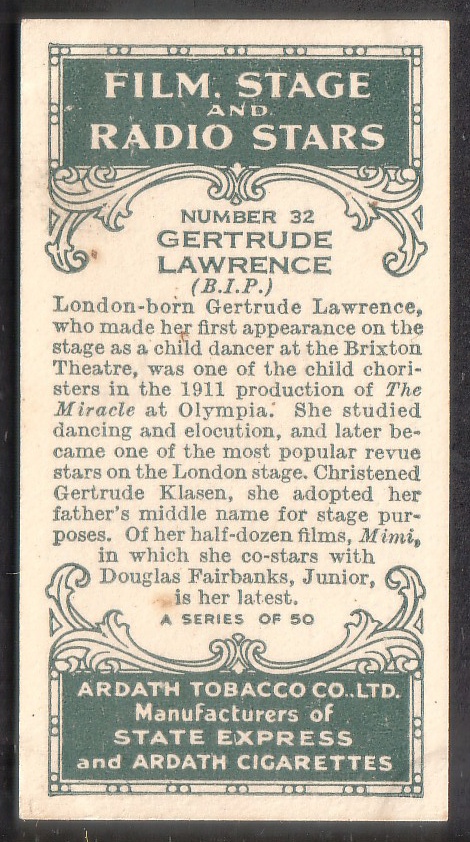 FILM. STAGE
AND
RADIO STARS
NUMBER 32
GERTRUDE
LAWRENCE
(B.I.P.)
London-born Gertrude Lawrence,
who made her first appearance on the
stage as a child dancer at the Brixton
Theatre, was one of the child chori-
sters in the 1911 production of The
Miracle at Olympia. She studied
dancing and elocution, and later be-
came one of the most popular revue
stars on the London stage. Christened
Gertrude Klasen, she adopted her
father's middle name for stage pur-
poses. Of her half-dozen films, Mimi,
in which she co-stars with
Douglas Fairbanks, Junior,
is her latest.
A SERIES OF 50
ARDATH TOBACCO CO., LTD.
Manufacturers of
STATE EXPRESS
and ARDATH CIGARETTES